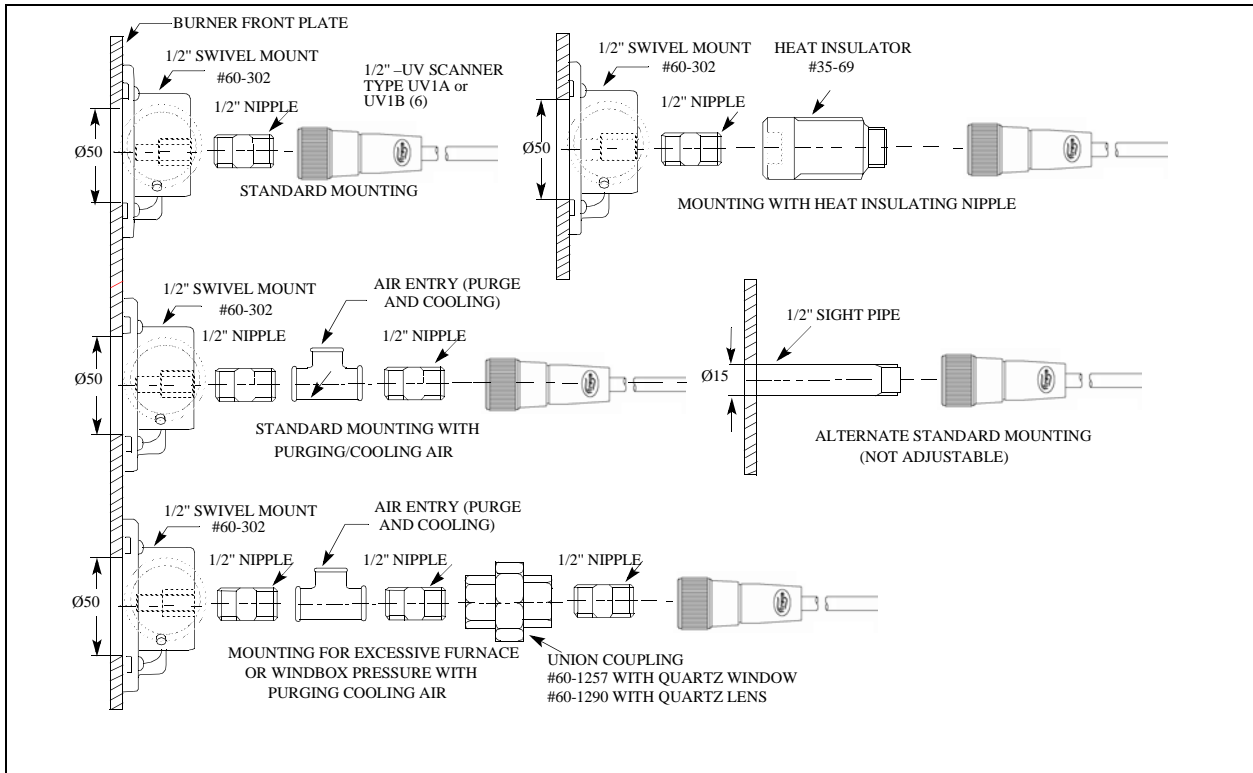 BURNER FRONT PLATE
1/2" SWIVEL MOUNT
#60-302
1/2" NIPPLE
1/2" –UV SCANNER
TYPE UV1A or
UV1B (6)
Ø50
STANDARD MOUNTING
1/2" SWIVEL MOUNT
#60-302
1/2" NIPPLE
HEAT INSULATOR
#35-69
Ø50
MOUNTING WITH HEAT INSULATING NIPPLE
1/2" SWIVEL MOUNT
#60-302
1/2" NIPPLE
AIR ENTRY (PURGE
AND COOLING)
1/2" NIPPLE
Ø50
STANDARD MOUNTING WITH
PURGING/COOLING AIR
1/2" SIGHT PIPE
Ø15
ALTERNATE STANDARD MOUNTING
(NOT ADJUSTABLE)
1/2" SWIVEL MOUNT
#60-302
1/2" NIPPLE
AIR ENTRY (PURGE
AND COOLING)
1/2" NIPPLE
1/2" NIPPLE
Ø50
MOUNTING FOR EXCESSIVE FURNACE
OR WINDBOX PRESSURE WITH
PURGING COOLING AIR
UNION COUPLING
#60-1257 WITH QUARTZ WINDOW
#60-1290 WITH QUARTZ LENS